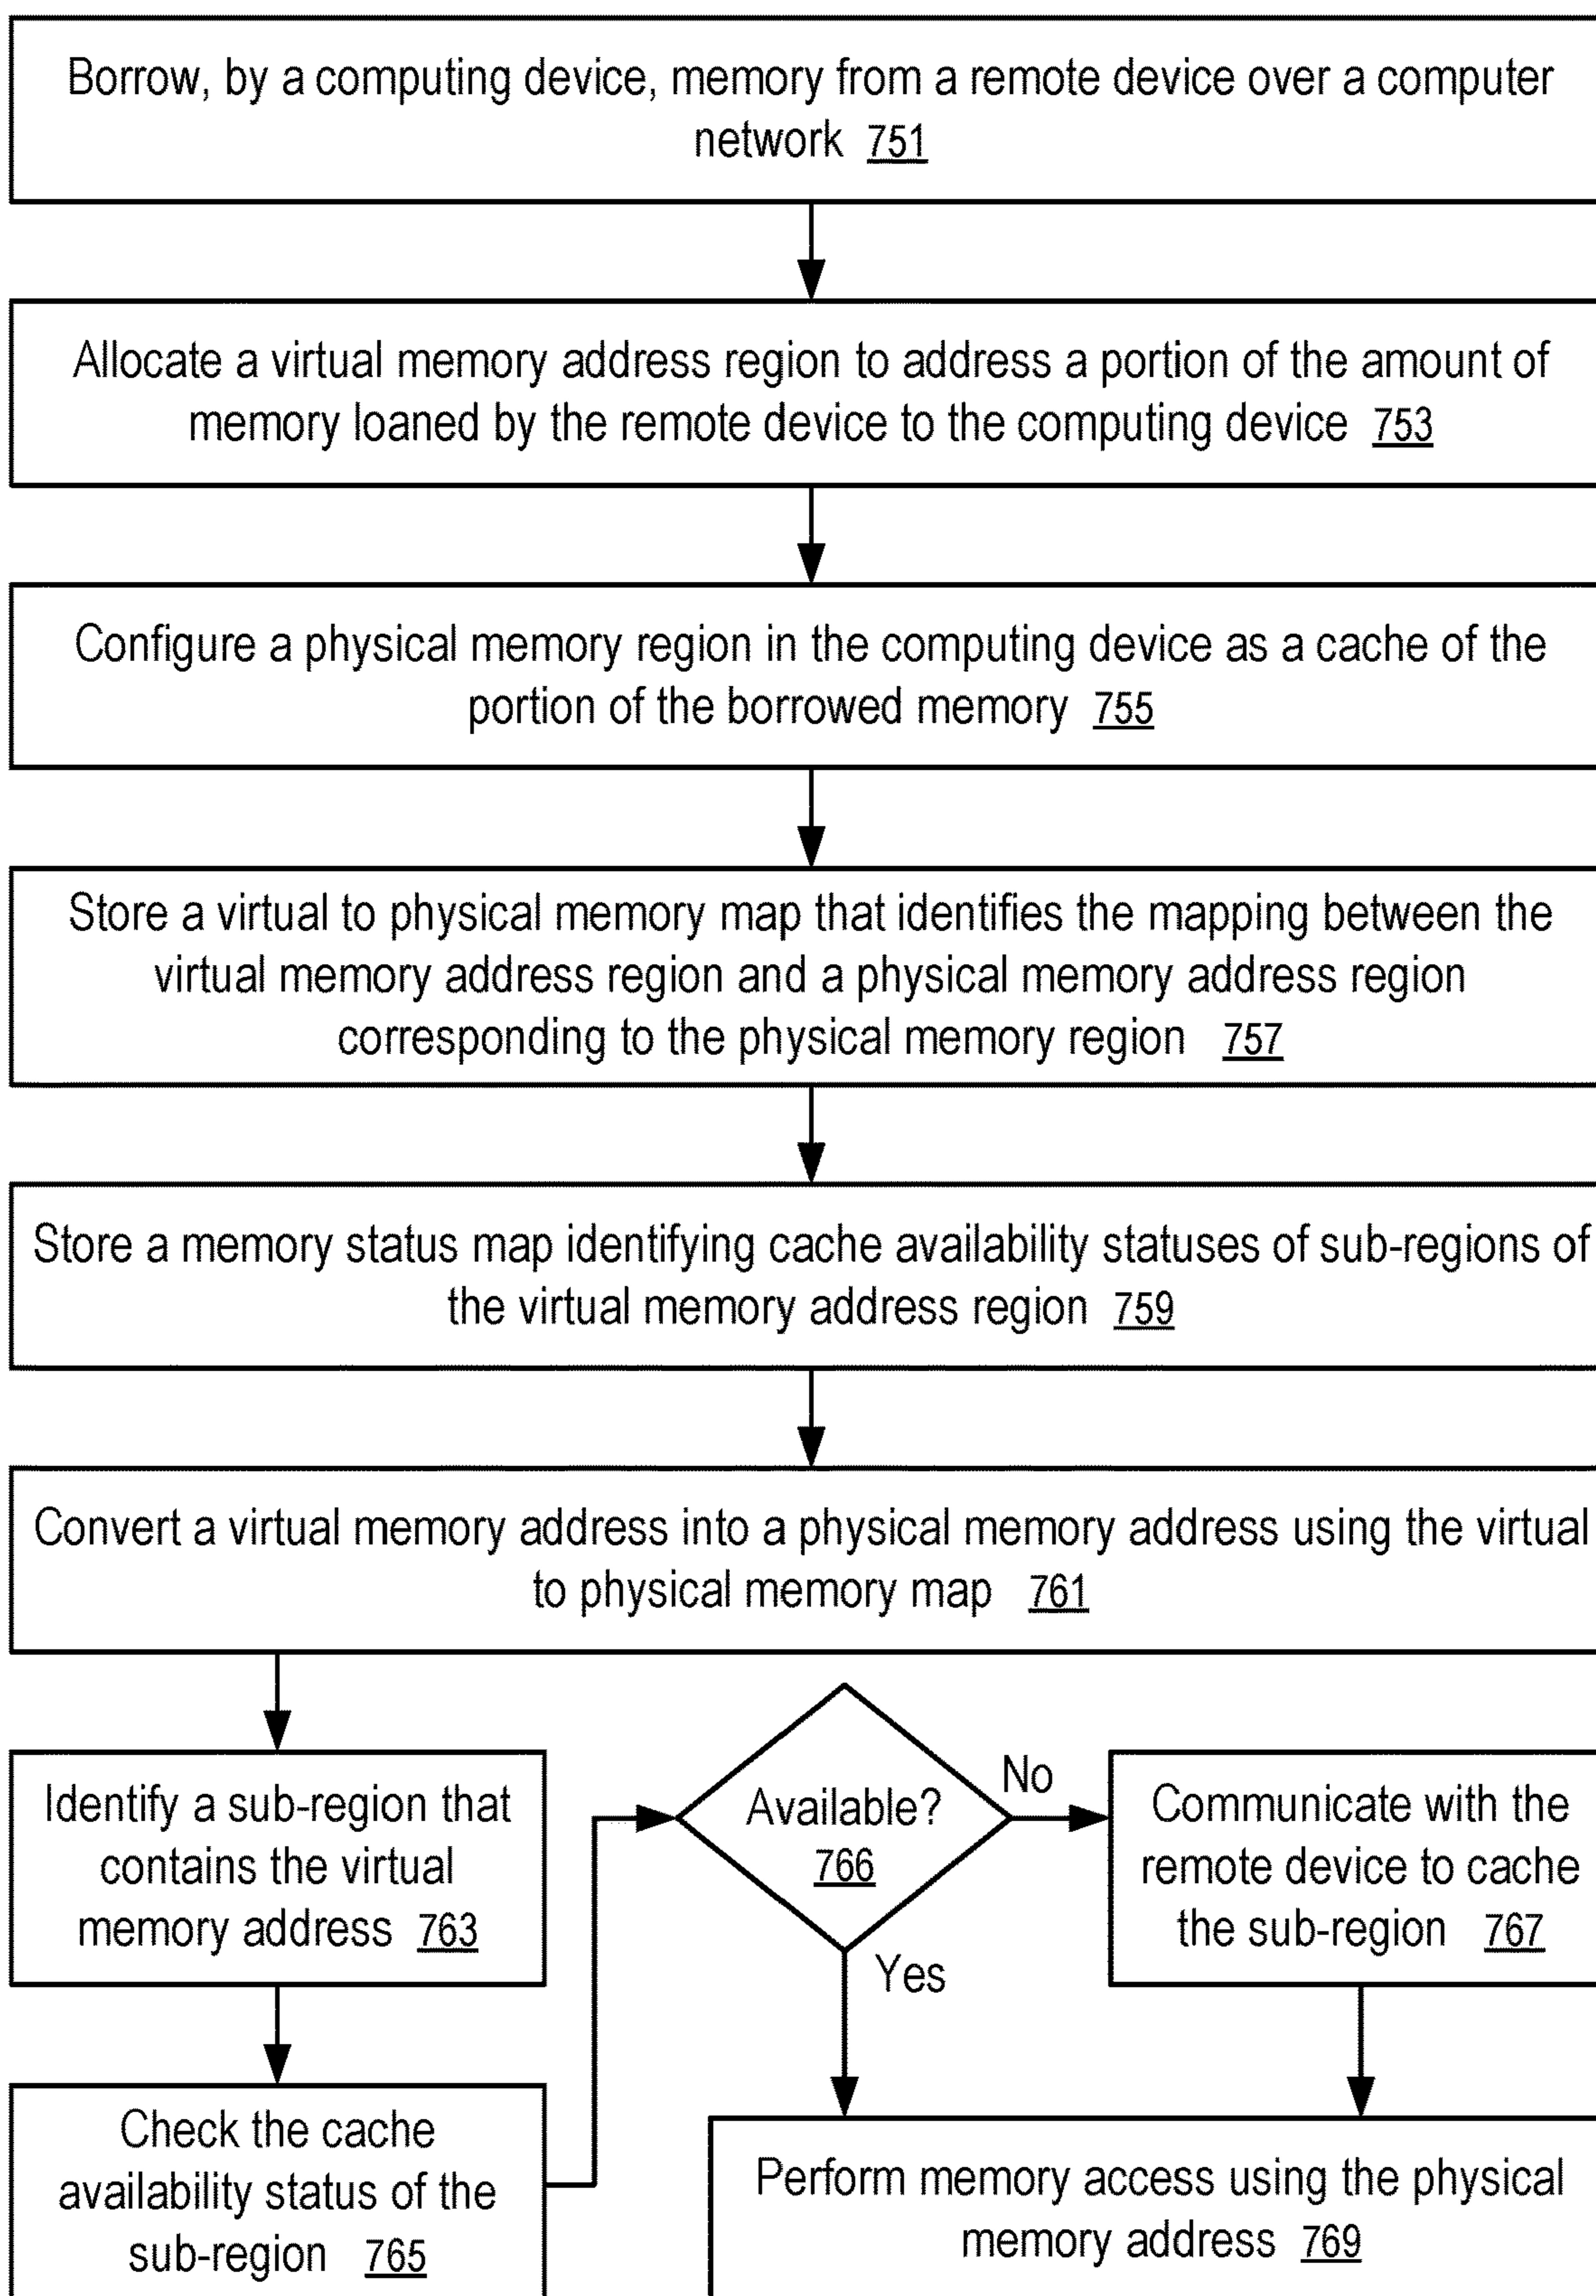 Borrow, by a computing device, memory from a remote device over a computer
network 751
Allocate a virtual memory address region to address a portion of the amount of
memory loaned by the remote device to the computing device 753
Configure a physical memory region in the computing device as a cache of the
portion of the borrowed memory 755
Store a virtual to physical memory map that identifies the mapping between the
virtual memory address region and a physical memory address region
corresponding to the physical memory region 757
Store a memory status map identifying cache availability statuses of sub-regions of
the virtual memory address region 759
Convert a virtual memory address into a physical memory address using the virtual
to physical memory map 761
Identify a sub-region that
contains the virtual
memory address 763
Check the cache
availability status of the
sub-region 765
Available?
766
No
Yes
Communicate with the
remote device to cache
the sub-region 767
Perform memory access using the physical
memory address 769